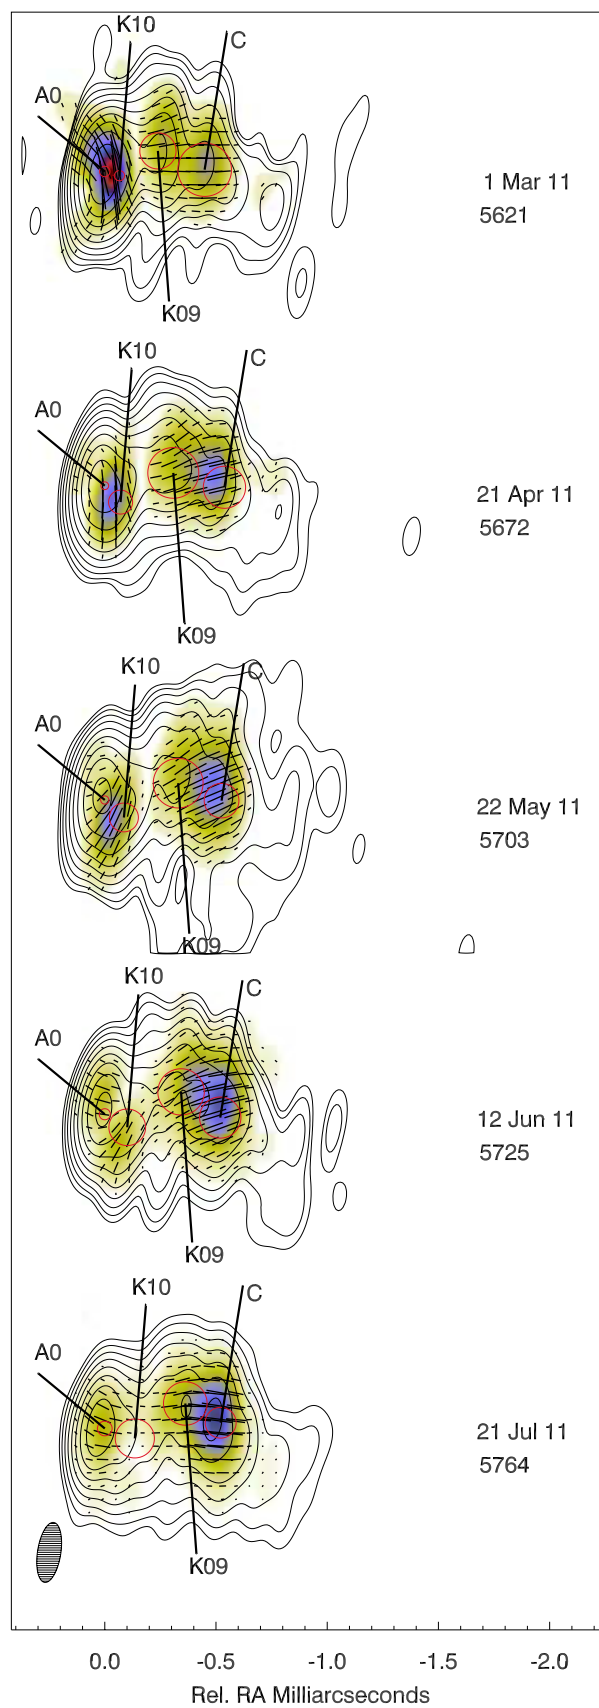 K10
C
A0
1 Mar 11
5621
K09
K10
C
A0
21 Apr 11
5672
K09
K10
C
A0
22 May 11
5703
K09
K10
C
A0
12 Jun 11
5725
K09
K10
C
A0
21 Jul 11
5764
K09
0.0 -0.5 -1.0 -1.5 -2.0
Rel. RA Milliarcseconds